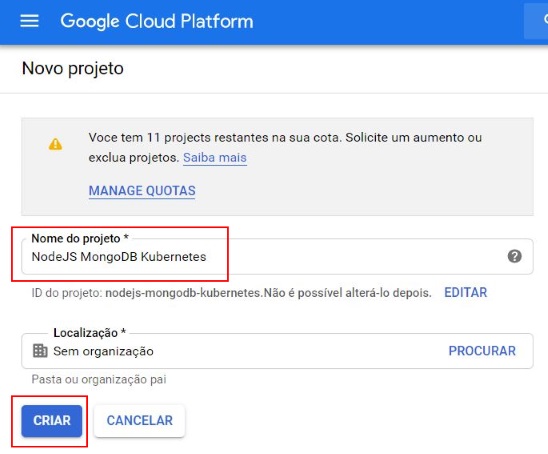 Google Cloud Platform
Novo projeto
Voce tem 11 projects restantes na sua cota. Solicite um aumento ou
exclua projetos. Saiba mais
MANAGE QUOTAS
Nome do projeto *
NodeJS MongoDB Kubernetes
ID do projeto: nodejs-mongodb-kubernetes.Não é possível alterá-lo depois. EDITAR
Localização *
Sem organização PROCURAR
Pasta ou organização pai
CRIAR CANCELAR